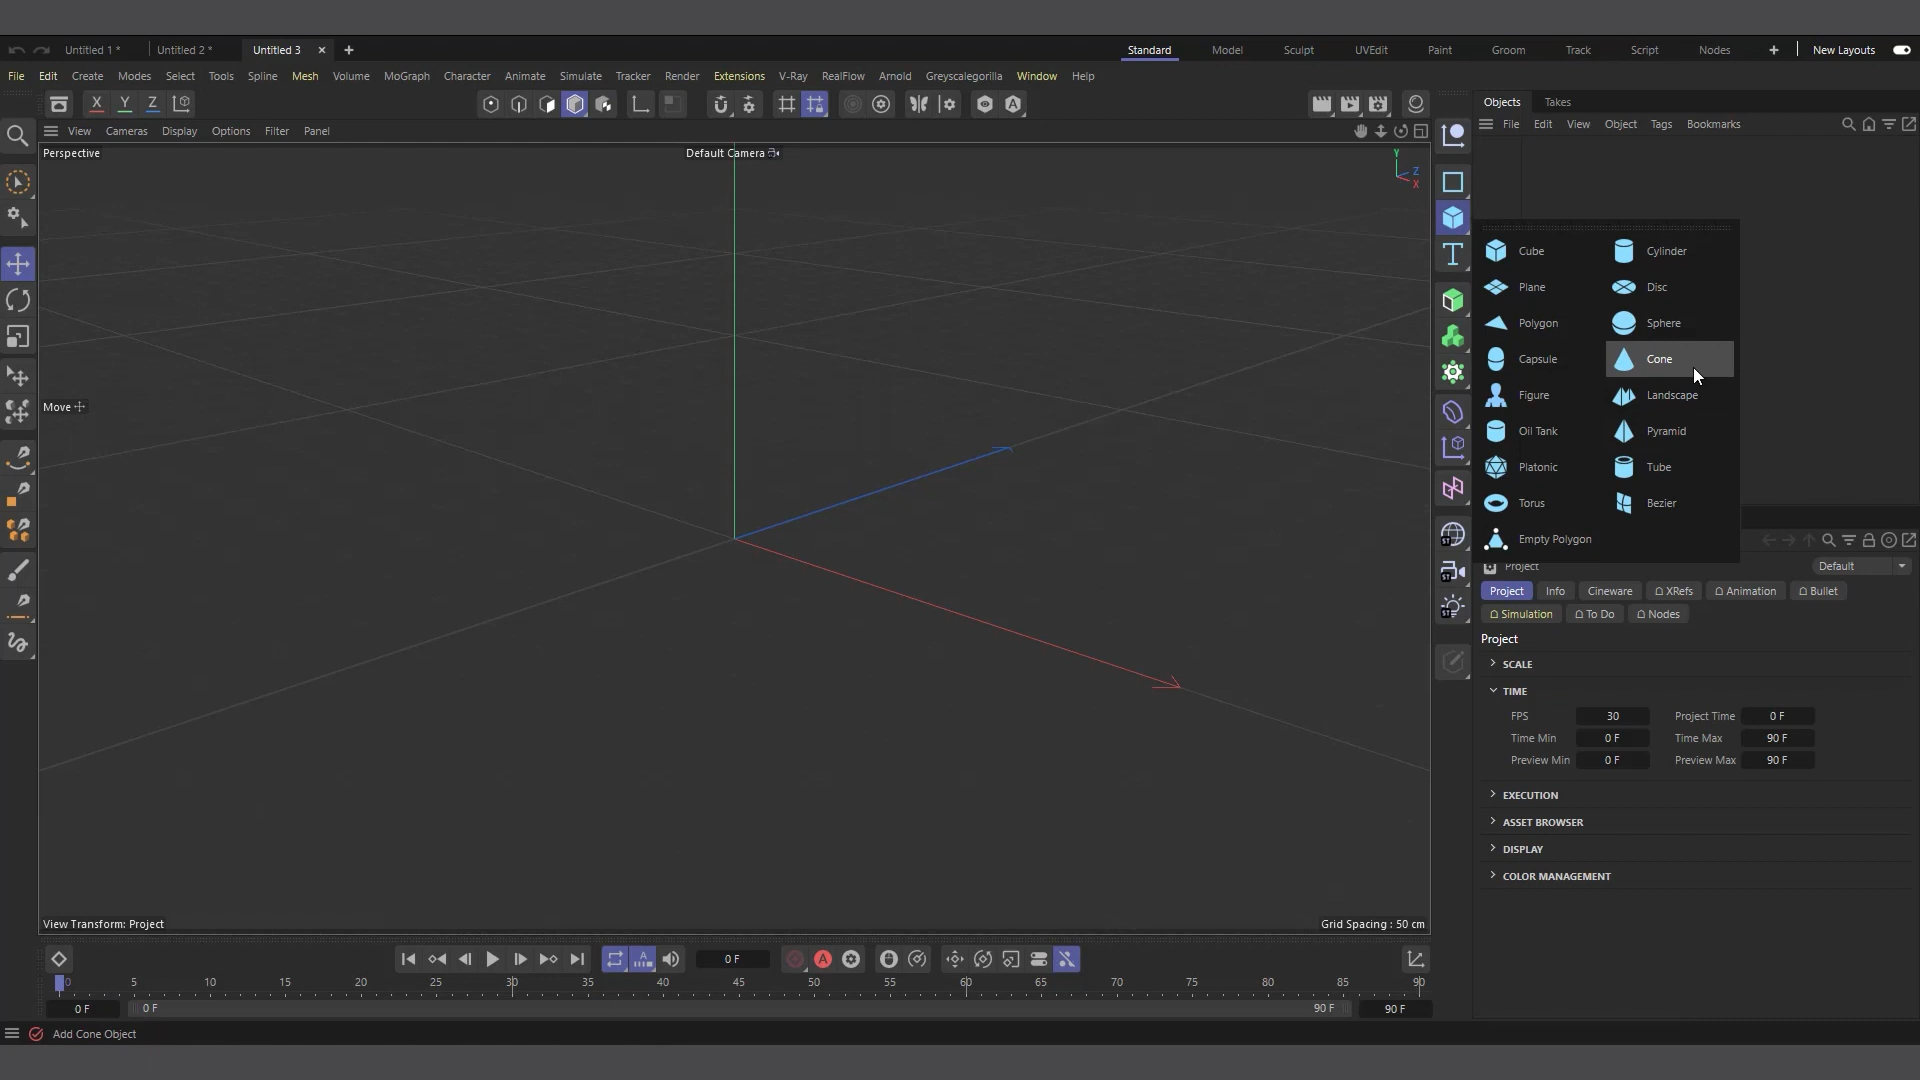 Untitled 1 * Untitled 2 * Untitled 3 × +
Standard Model Sculpt UVEdit Paint Groom Track Script Nodes + New Layouts
File Edit Create Modes Select Tools Spline Mesh Volume MoGraph Character Animate Simulate Tracker Render Extensions V-Ray RealFlow Arnold Greyscalegorilla Window Help
X Y Z
Objects Takes
View Cameras Display Options Filter Panel
File Edit View Object Tags Bookmarks
Perspective Default Camera
Y
Z
X
Cube Cylinder
Plane Disc
Polygon Sphere
Capsule Cone
Figure Landscape
Move
Oil Tank Pyramid
Platonic Tube
Torus Bezier
Empty Polygon
Project Default
Project Info Cineware XRefs Animation Bullet
Simulation To Do Nodes
Project
SCALE
TIME
FPS 30 Project Time 0 F
Time Min 0 F Time Max 90 F
Preview Min 0 F Preview Max 90 F
EXECUTION
ASSET BROWSER
DISPLAY
COLOR MANAGEMENT
View Transform: Project Grid Spacing : 50 cm
0 F
0 5 10 15 20 25 30 35 40 45 50 55 60 65 70 75 80 85 90
0 F 0 F 90 F 90 F
Add Cone Object